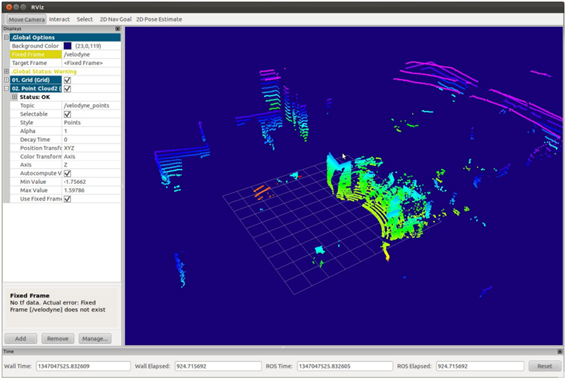 RViz
Move Camera Interact Select 2D Nav Goal 2D Pose Estimate
Displays
.Global Options
Background Color (23,0,119)
Fixed Frame /velodyne
Target Frame <Fixed Frame>
.Global Status: Warning
01. Grid (Grid)
02. Point Cloud2 (
Status: OK
Topic /velodyne_points
Selectable
Style Points
Alpha 1
Decay Time 0
Position Transfo XYZ
Color Transform Axis
Axis Z
Autocompute V
Min Value -1.75662
Max Value 1.59786
Use Fixed Fram
Fixed Frame
No tf data. Actual error: Fixed
Frame [/velodyne] does not exist
Add Remove Manage...
Time
Wall Time: 1347047525.832609 Wall Elapsed: 924.715692 ROS Time: 1347047525.832605 ROS Elapsed: 924.715692 Reset